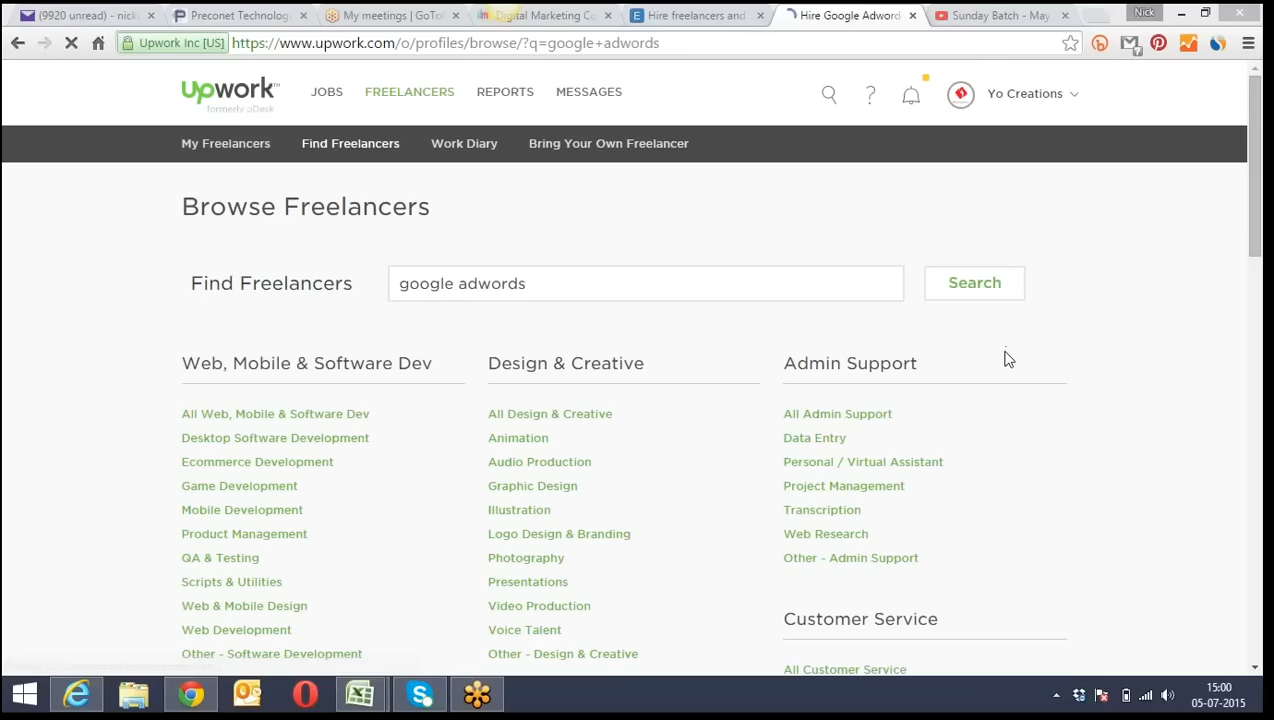 (9920 unread) - nick
Preconet Technolog
My meetings | GoTo
Digital Marketing Co
Hire freelancers and
Hire Google Adword
Sunday Batch - May
Nick
Upwork Inc [US]
https://www.upwork.com/o/profiles/browse/?q=google+adwords
Upwork™
formerly oDesk
JOBS
FREELANCERS
REPORTS
MESSAGES
Yo Creations
My Freelancers
Find Freelancers
Work Diary
Bring Your Own Freelancer
Browse Freelancers
Find Freelancers
google adwords
Search
Web, Mobile & Software Dev
All Web, Mobile & Software Dev
Desktop Software Development
Ecommerce Development
Game Development
Mobile Development
Product Management
QA & Testing
Scripts & Utilities
Web & Mobile Design
Web Development
Other - Software Development
Design & Creative
All Design & Creative
Animation
Audio Production
Graphic Design
Illustration
Logo Design & Branding
Photography
Presentations
Video Production
Voice Talent
Other - Design & Creative
Admin Support
All Admin Support
Data Entry
Personal / Virtual Assistant
Project Management
Transcription
Web Research
Other - Admin Support
Customer Service
All Customer Service
15:00
05-07-2015